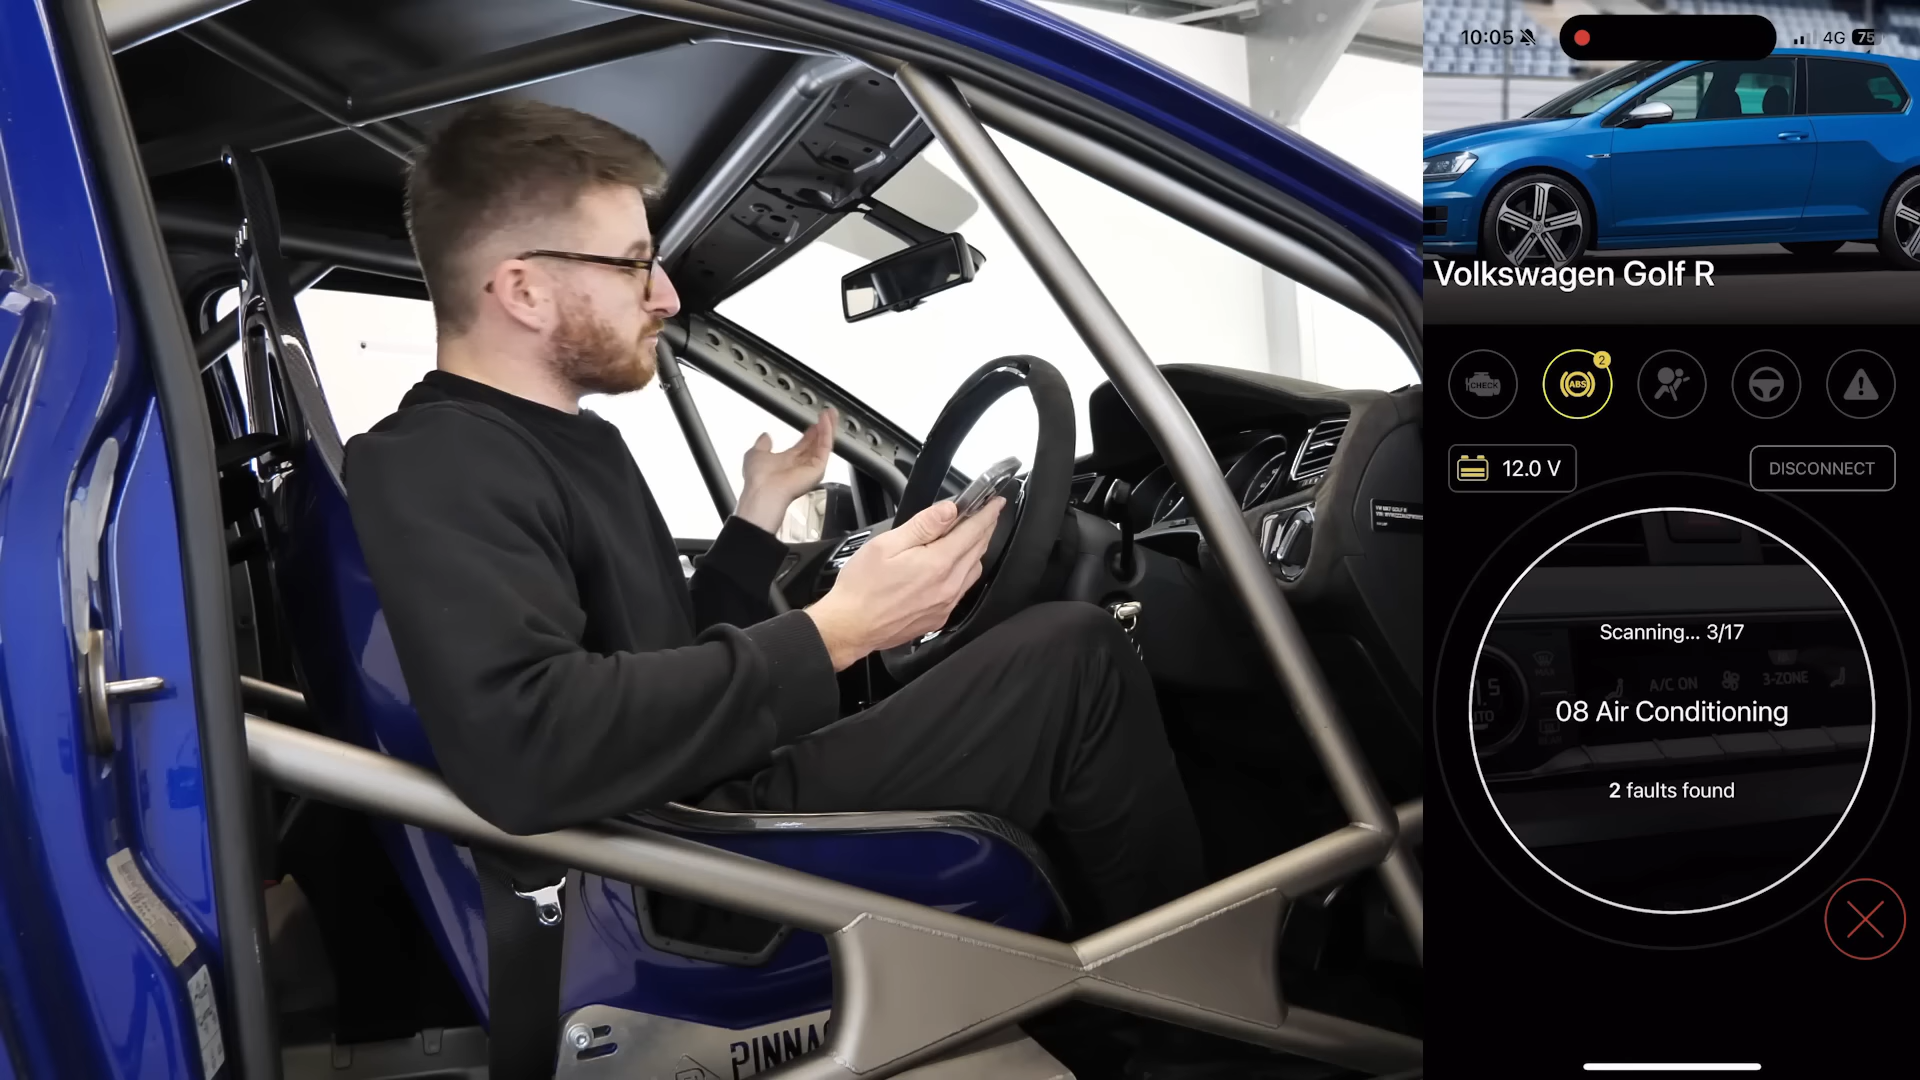 10:05
4G
75
Volkswagen Golf R
CHECK
ABS
2
12.0 V
DISCONNECT
Scanning... 3/17
A/C ON
3-ZONE
08 Air Conditioning
2 faults found
PINNA